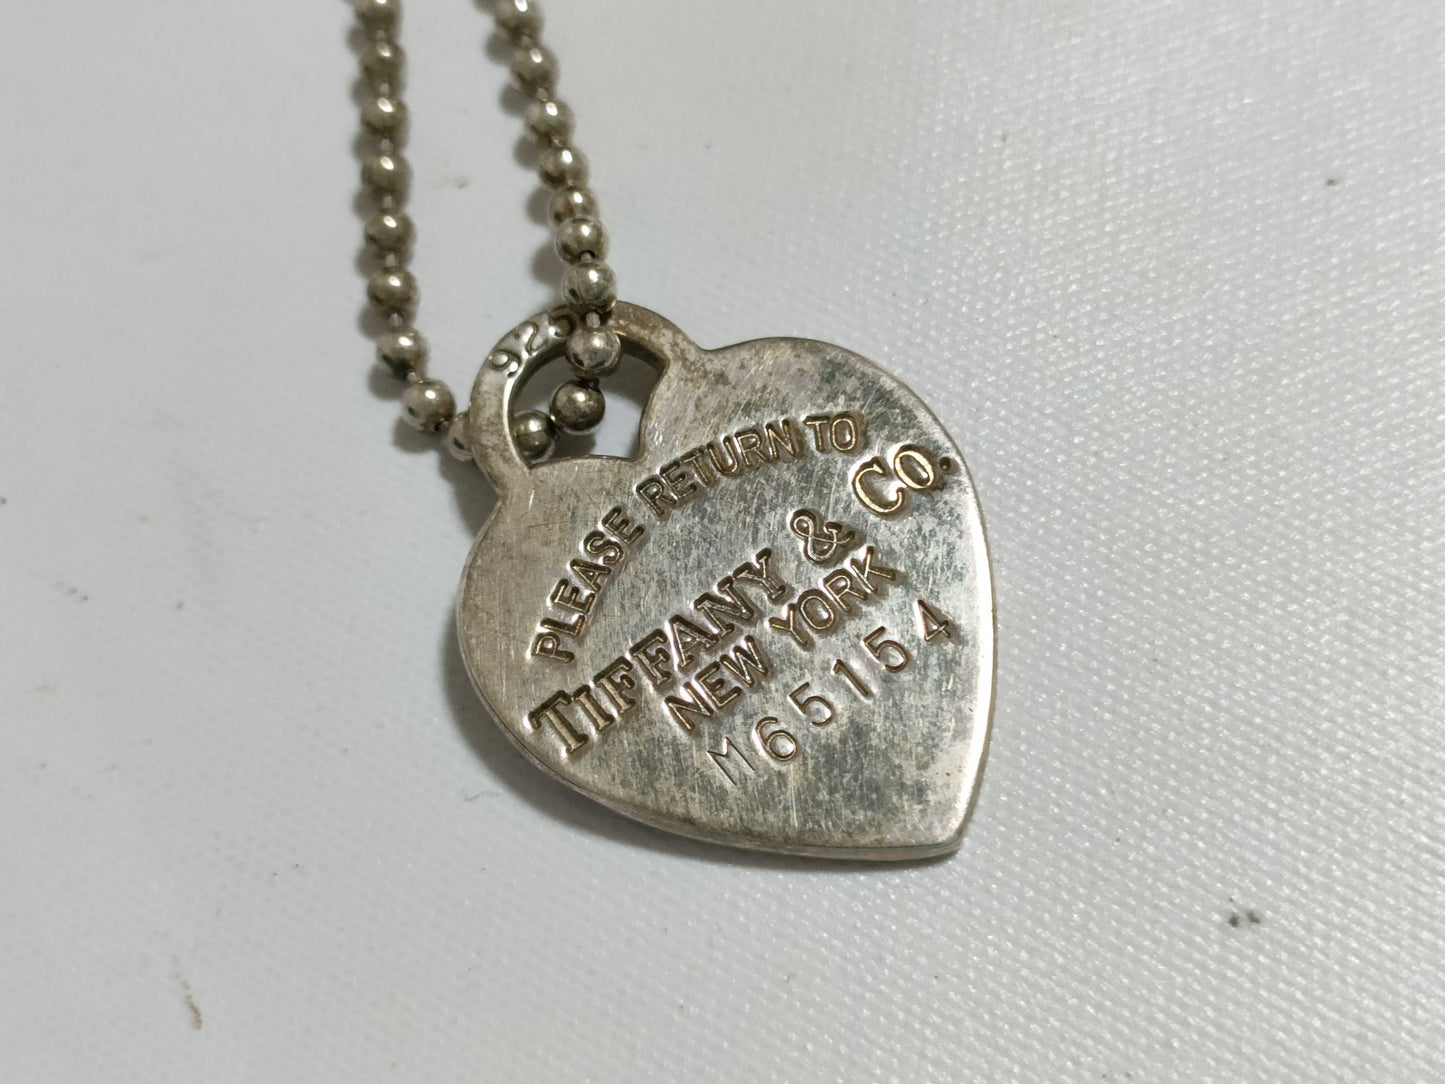 925
PLEASE RETURN TO
TIFFANY & CO.
NEW YORK
M65154